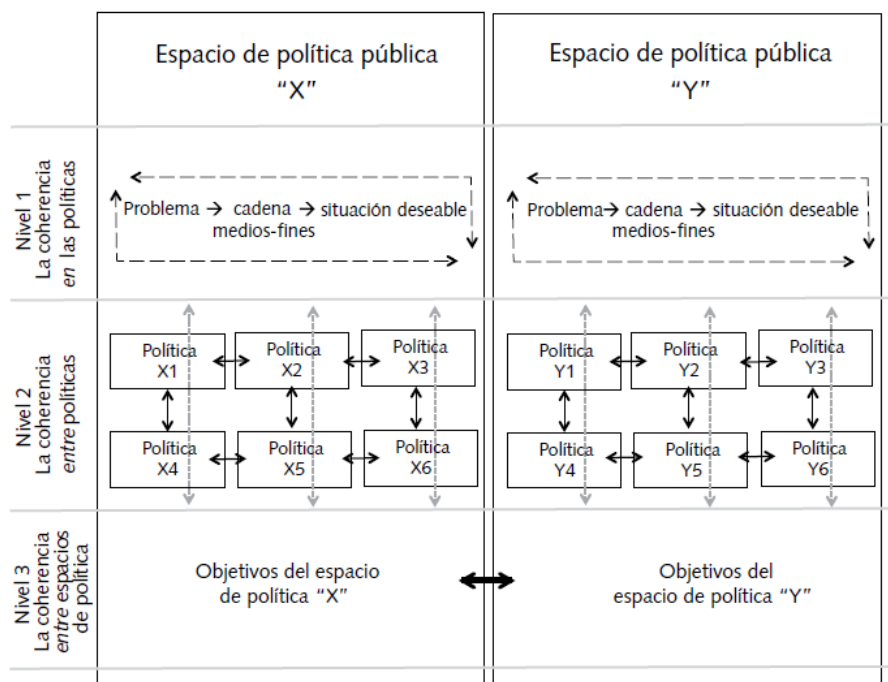 Espacio de política pública
“X”
Espacio de política pública
“Y”
Nivel 1
La coherencia
en las políticas
Problema → cadena → situación deseable
medios-fines
Problema→ cadena → situación deseable
medios-fines
Nivel 2
La coherencia
entre políticas
Política
X1
Política
X2
Política
X3
Política
Y1
Política
Y2
Política
Y3
Política
X4
Política
X5
Política
X6
Política
Y4
Política
Y5
Política
Y6
Nivel 3
La coherencia
entre espacios
de política
Objetivos del espacio
de política “X”
Objetivos del
espacio de política “Y”